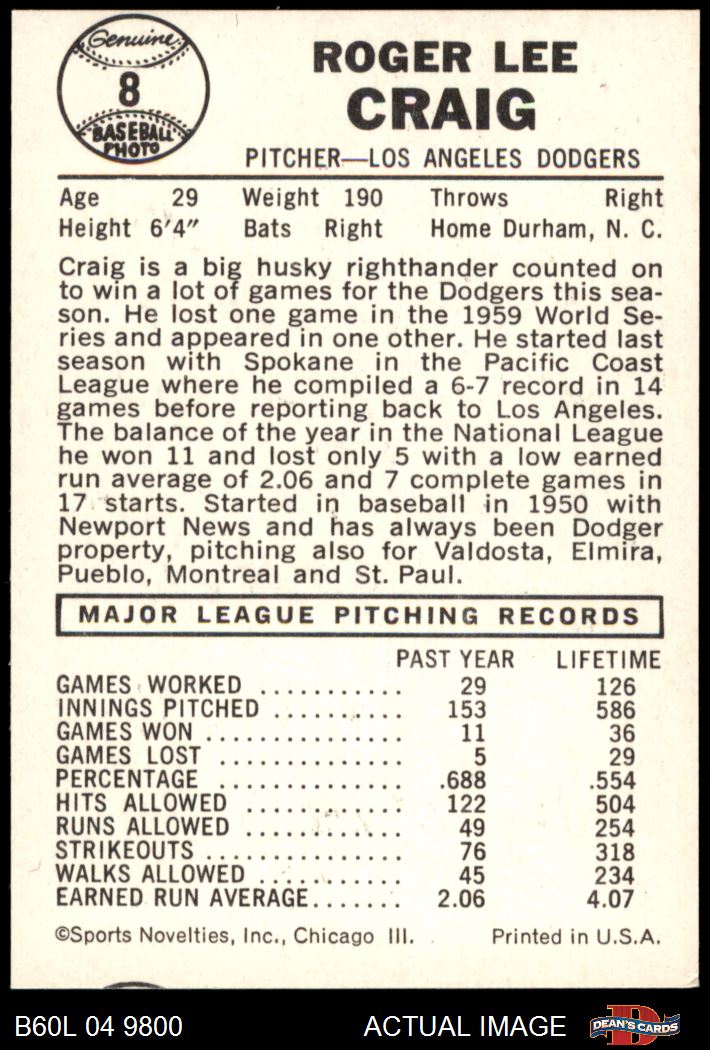 Genuine
8
BASEBALL
PHOTO
ROGER LEE
CRAIG
PITCHER—LOS ANGELES DODGERS
Age 29 Weight 190 Throws Right
Height 6'4" Bats Right Home Durham, N. C.
Craig is a big husky righthander counted on
to win a lot of games for the Dodgers this sea-
son. He lost one game in the 1959 World Se-
ries and appeared in one other. He started last
season with Spokane in the Pacific Coast
League where he compiled a 6-7 record in 14
games before reporting back to Los Angeles.
The balance of the year in the National League
he won 11 and lost only 5 with a low earned
run average of 2.06 and 7 complete games in
17 starts. Started in baseball in 1950 with
Newport News and has always been Dodger
property, pitching also for Valdosta, Elmira,
Pueblo, Montreal and St. Paul.
MAJOR LEAGUE PITCHING RECORDS
PAST YEAR LIFETIME
GAMES WORKED ........... 29 126
INNINGS PITCHED .......... 153 586
GAMES WON ............... 11 36
GAMES LOST .............. 5 29
PERCENTAGE .............. .688 .554
HITS ALLOWED ............ 122 504
RUNS ALLOWED ............ 49 254
STRIKEOUTS ............... 76 318
WALKS ALLOWED ........... 45 234
EARNED RUN AVERAGE....... 2.06 4.07
©Sports Novelties, Inc., Chicago Ill. Printed in U.S.A.
B60L 04 9800 ACTUAL IMAGE DEAN'S CARDS